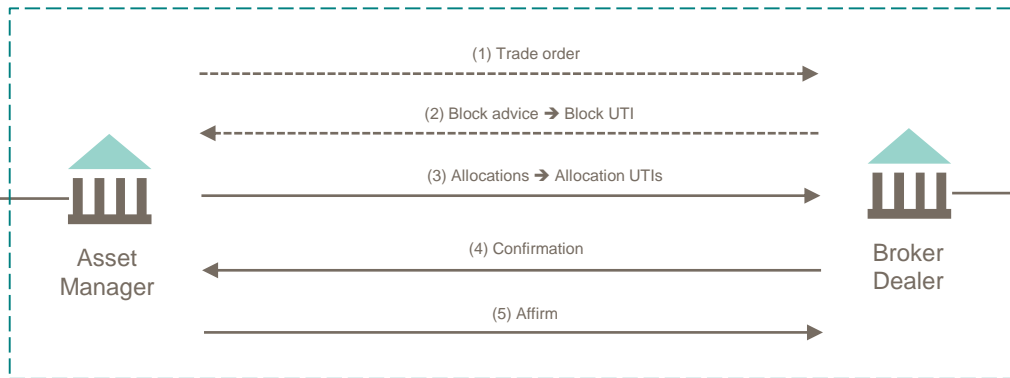 (1) Trade order
(2) Block advice ➔ Block UTI
(3) Allocations ➔ Allocation UTIs
(4) Confirmation
(5) Affirm
Asset
Manager
Broker
Dealer